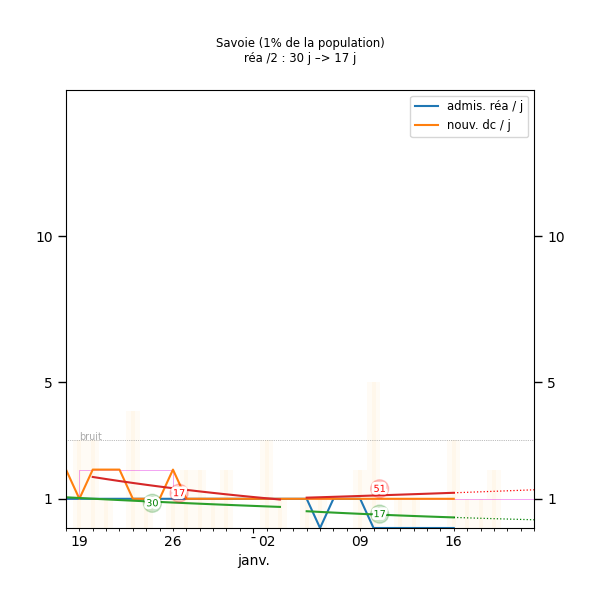 Savoie (1% de la population)
réa /2 : 30 j –> 17 j
admis. réa / j
nouv. dc / j
10
10
5
5
bruit
17
51
30
17
1
1
19
26
02
09
16
janv.